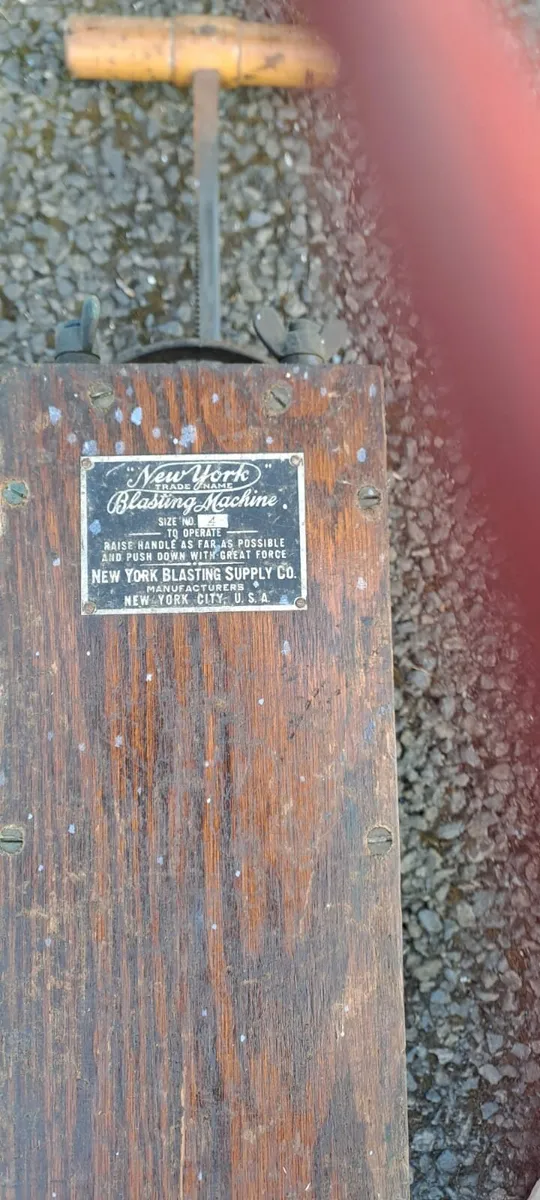 "New York"
TRADE NAME
Blasting Machine.
SIZE NO. 4
TO OPERATE
RAISE HANDLE AS FAR AS POSSIBLE
AND PUSH DOWN WITH GREAT FORCE
NEW YORK BLASTING SUPPLY CO.
MANUFACTURERS
NEW YORK CITY, U.S.A.